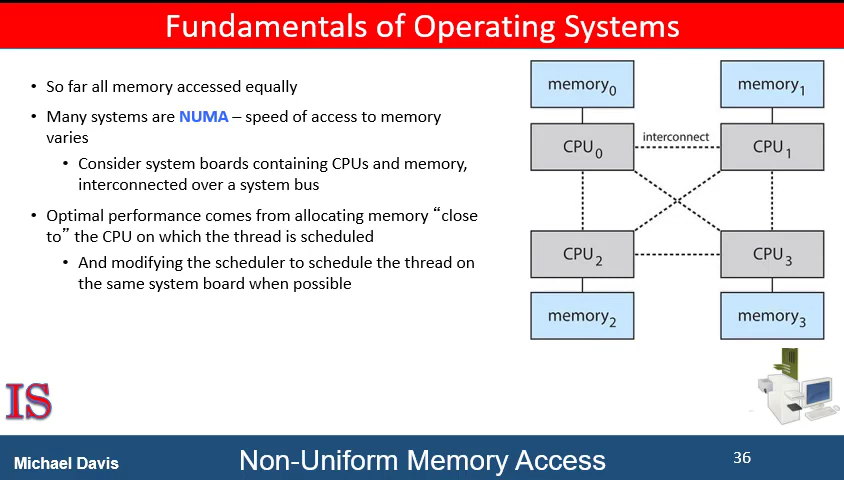 Fundamentals of Operating Systems
• So far all memory accessed equally
• Many systems are NUMA – speed of access to memory
varies
• Consider system boards containing CPUs and memory,
interconnected over a system bus
• Optimal performance comes from allocating memory “close
to” the CPU on which the thread is scheduled
• And modifying the scheduler to schedule the thread on
the same system board when possible
memory0
memory1
CPU0
interconnect
CPU1
CPU2
CPU3
memory2
memory3
IS
Michael Davis
Non-Uniform Memory Access
36